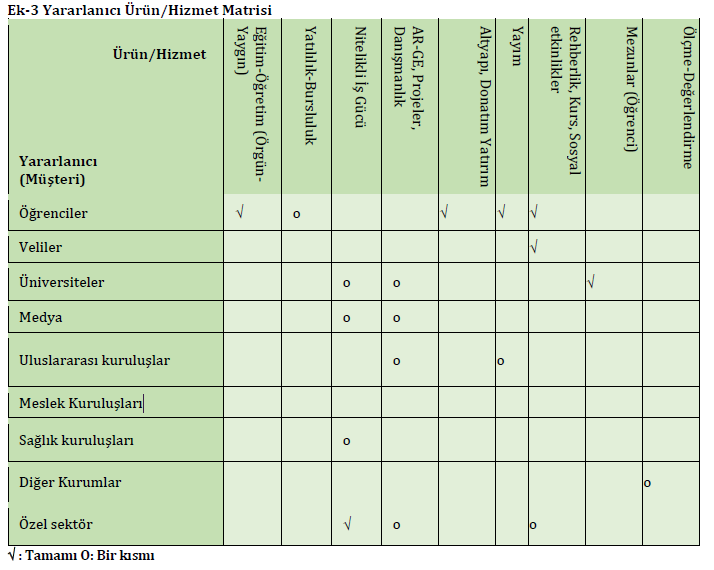 Ek-3 Yararlanıcı Ürün/Hizmet Matrisi
Ürün/Hizmet
Yararlanıcı
(Müşteri)
Eğitim-Öğretim (Örgün-
Yaygın)
Yatılılık-Bursluluk
Nitelikli İş Gücü
AR-GE, Projeler,
Danışmanlık
Altyapı, Donatım Yatırım
Yayım
Rehberlik, Kurs, Sosyal
etkinlikler
Mezunlar (Öğrenci)
Ölçme-Değerlendirme
Öğrenciler √ o √ √ √
Veliler √
Üniversiteler o o √
Medya o o
Uluslararası kuruluşlar o o
Meslek Kuruluşları
Sağlık kuruluşları o
Diğer Kurumlar o
Özel sektör √ o o
√ : Tamamı O: Bir kısmı